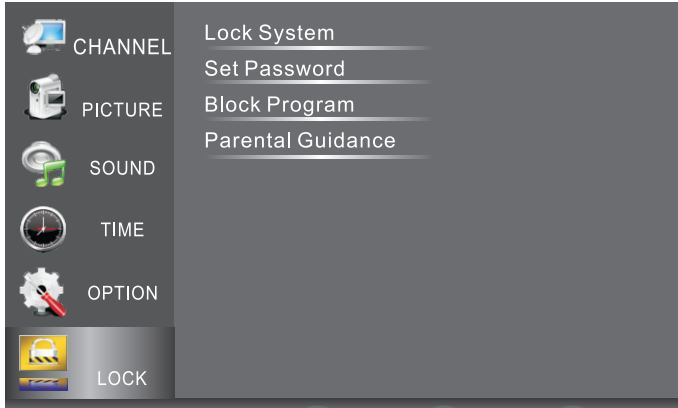 CHANNEL
PICTURE
SOUND
TIME
OPTION
LOCK
Lock System
Set Password
Block Program
Parental Guidance